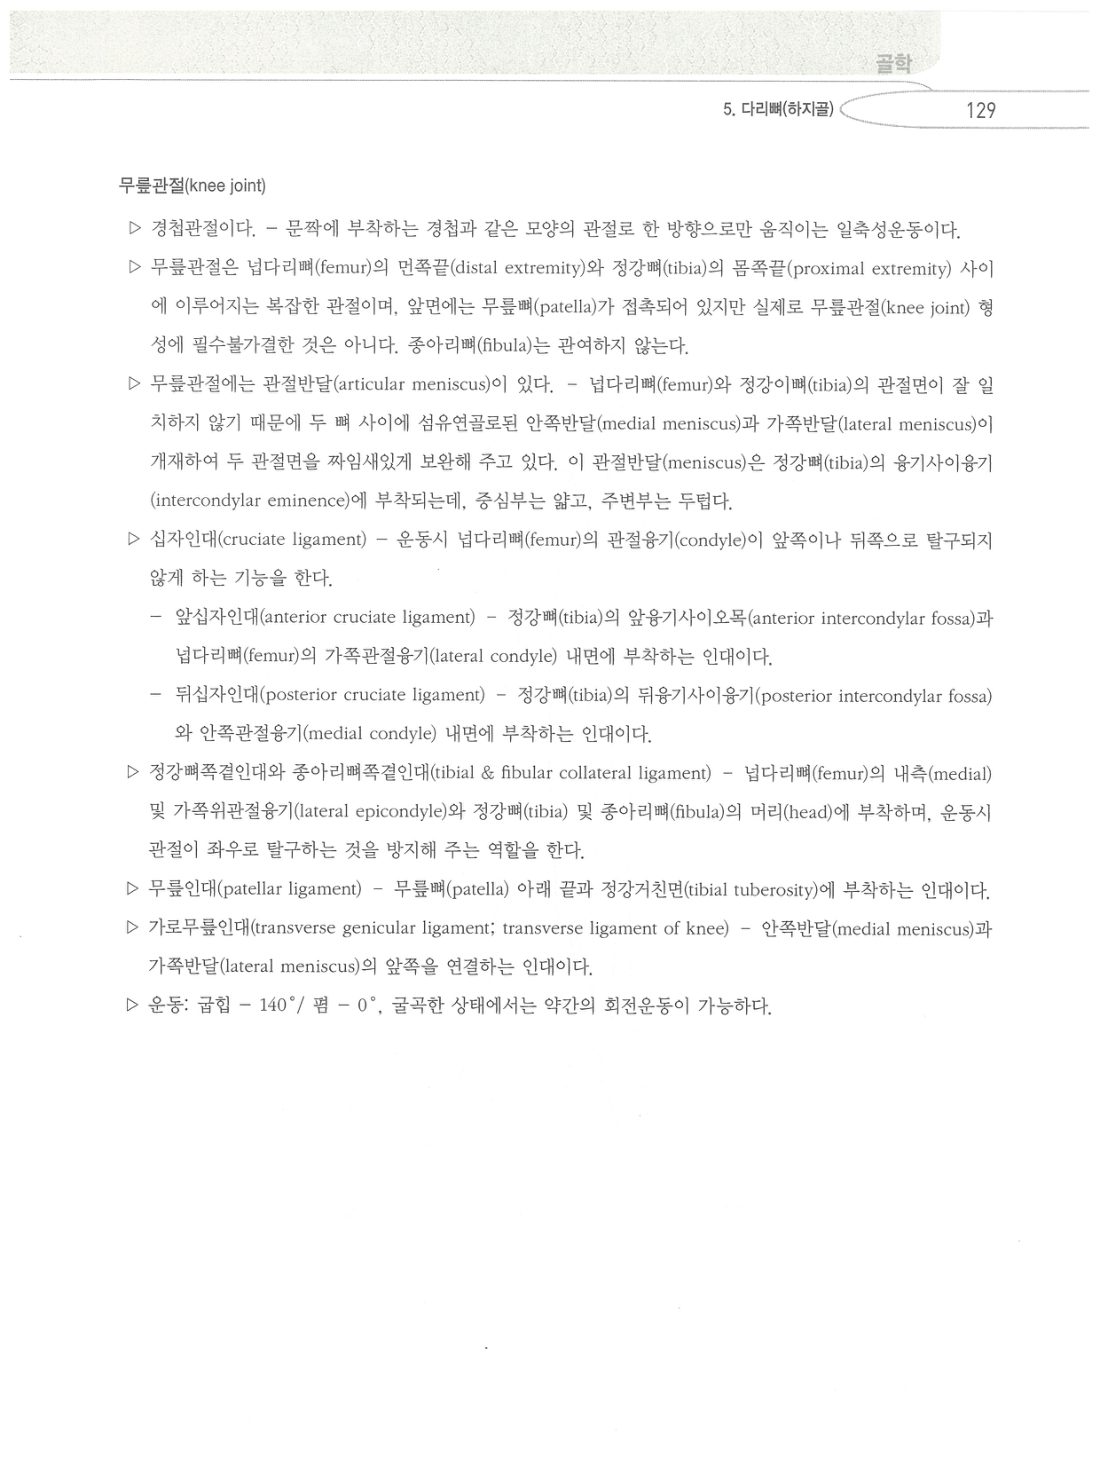 골학
5. 다리뼈(하지골)
129
무릎관절(knee joint)
▷ 경첩관절이다. - 문짝에 부착하는 경첩과 같은 모양의 관절로 한 방향으로만 움직이는 일축성운동이다.
▷ 무릎관절은 넙다리뼈(femur)의 먼쪽끝(distal extremity)와 정강뼈(tibia)의 몸쪽끝(proximal extremity) 사이
에 이루어지는 복잡한 관절이며, 앞면에는 무릎뼈(patella)가 접촉되어 있지만 실제로 무릎관절(knee joint) 형
성에 필수불가결한 것은 아니다. 종아리뼈(fibula)는 관여하지 않는다.
▷ 무릎관절에는 관절반달(articular meniscus)이 있다. - 넙다리뼈(femur)와 정강이뼈(tibia)의 관절면이 잘 일
치하지 않기 때문에 두 뼈 사이에 섬유연골로된 안쪽반달(medial meniscus)과 가쪽반달(lateral meniscus)이
개재하여 두 관절면을 짜임새있게 보완해 주고 있다. 이 관절반달(meniscus)은 정강뼈(tibia)의 융기사이융기
(intercondylar eminence)에 부착되는데, 중심부는 얇고, 주변부는 두텁다.
▷ 십자인대(cruciate ligament) - 운동시 넙다리뼈(femur)의 관절융기(condyle)이 앞쪽이나 뒤쪽으로 탈구되지
않게 하는 기능을 한다.
- 앞십자인대(anterior cruciate ligament) - 정강뼈(tibia)의 앞융기사이오목(anterior intercondylar fossa)과
넙다리뼈(femur)의 가쪽관절융기(lateral condyle) 내면에 부착하는 인대이다.
- 뒤십자인대(posterior cruciate ligament) - 정강뼈(tibia)의 뒤융기사이융기(posterior intercondylar fossa)
와 안쪽관절융기(medial condyle) 내면에 부착하는 인대이다.
▷ 정강뼈쪽곁인대와 종아리뼈쪽곁인대(tibial & fibular collateral ligament) - 넙다리뼈(femur)의 내측(medial)
및 가쪽위관절융기(lateral epicondyle)와 정강뼈(tibia) 및 종아리뼈(fibula)의 머리(head)에 부착하며, 운동시
관절이 좌우로 탈구하는 것을 방지해 주는 역할을 한다.
▷ 무릎인대(patellar ligament) - 무릎뼈(patella) 아래 끝과 정강거친면(tibial tuberosity)에 부착하는 인대이다.
▷ 가로무릎인대(transverse genicular ligament; transverse ligament of knee) - 안쪽반달(medial meniscus)과
가쪽반달(lateral meniscus)의 앞쪽을 연결하는 인대이다.
▷ 운동: 굽힙 - 140°/ 폄 - 0°, 굴곡한 상태에서는 약간의 회전운동이 가능하다.